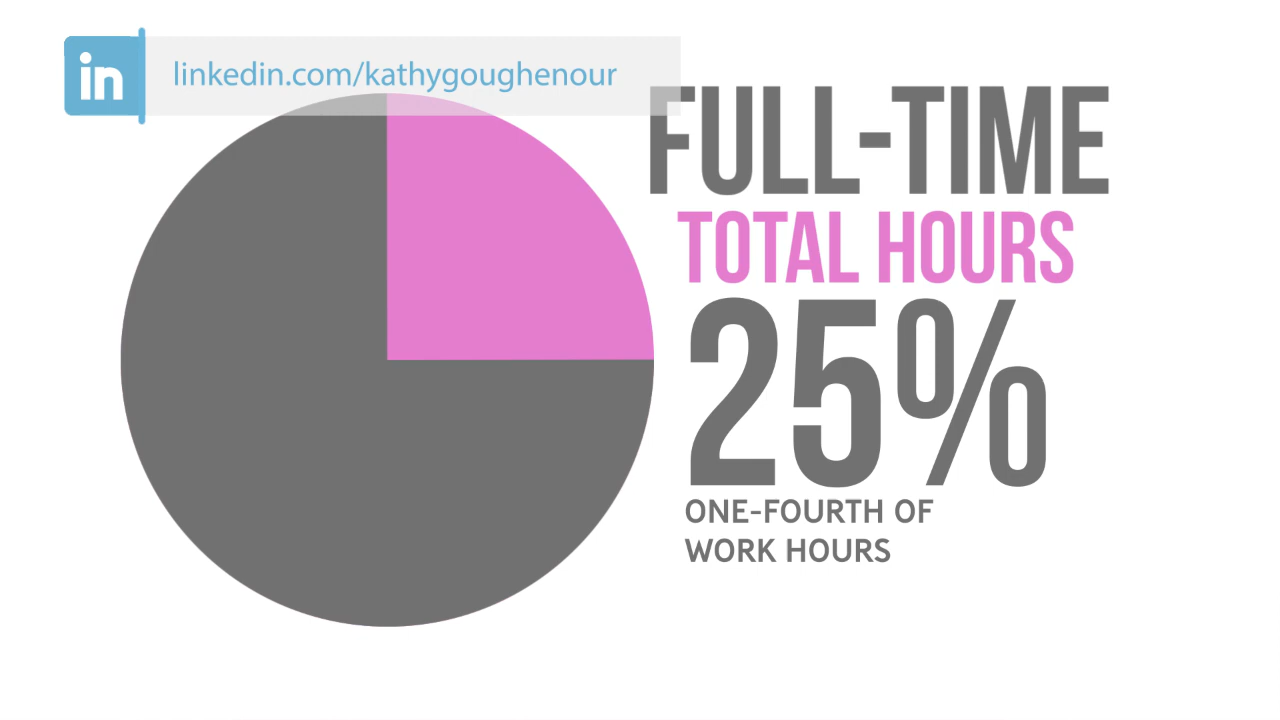 in linkedin.com/kathygoughenour
FULL-TIME
TOTAL HOURS
25%
ONE-FOURTH OF
WORK HOURS